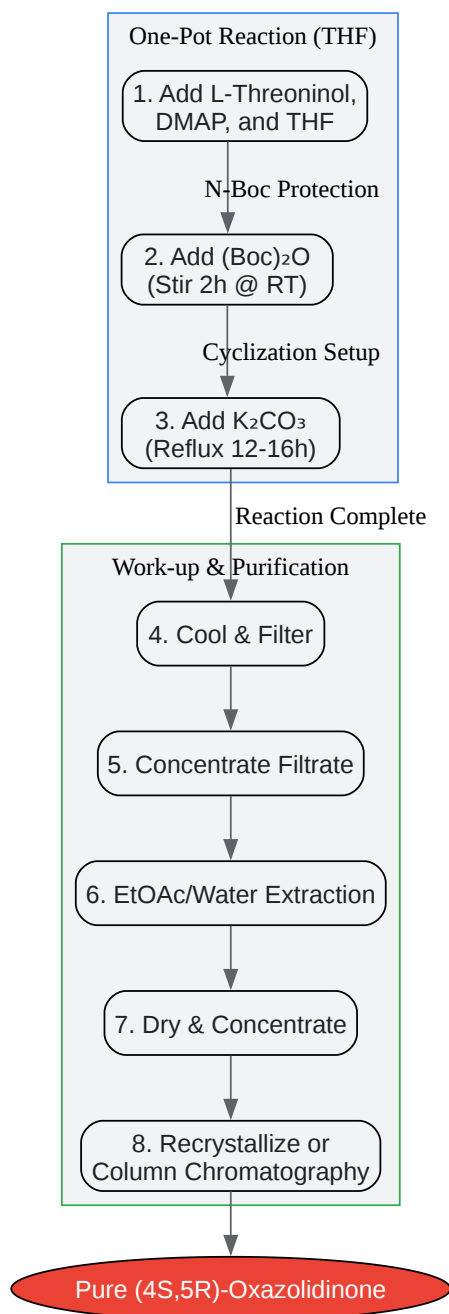 One-Pot Reaction (THF)
1. Add L-Threoninol,
DMAP, and THF
N-Boc Protection
2. Add (Boc)₂O
(Stir 2h @ RT)
Cyclization Setup
3. Add K₂CO₃
(Reflux 12-16h)
Reaction Complete
Work-up & Purification
4. Cool & Filter
5. Concentrate Filtrate
6. EtOAc/Water Extraction
7. Dry & Concentrate
8. Recrystallize or
Column Chromatography
Pure (4S,5R)-Oxazolidinone